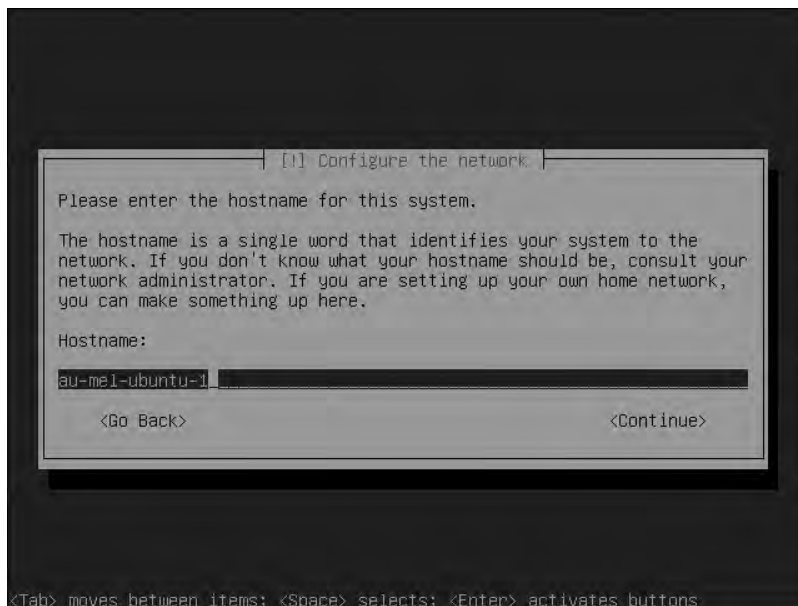 [!] Configure the network
Please enter the hostname for this system.
The hostname is a single word that identifies your system to the
network. If you don't know what your hostname should be, consult your
network administrator. If you are setting up your own home network,
you can make something up here.
Hostname:
au-mel-ubuntu-1
<Go Back> <Continue>
<Tab> moves between items; <Space> selects; <Enter> activates buttons